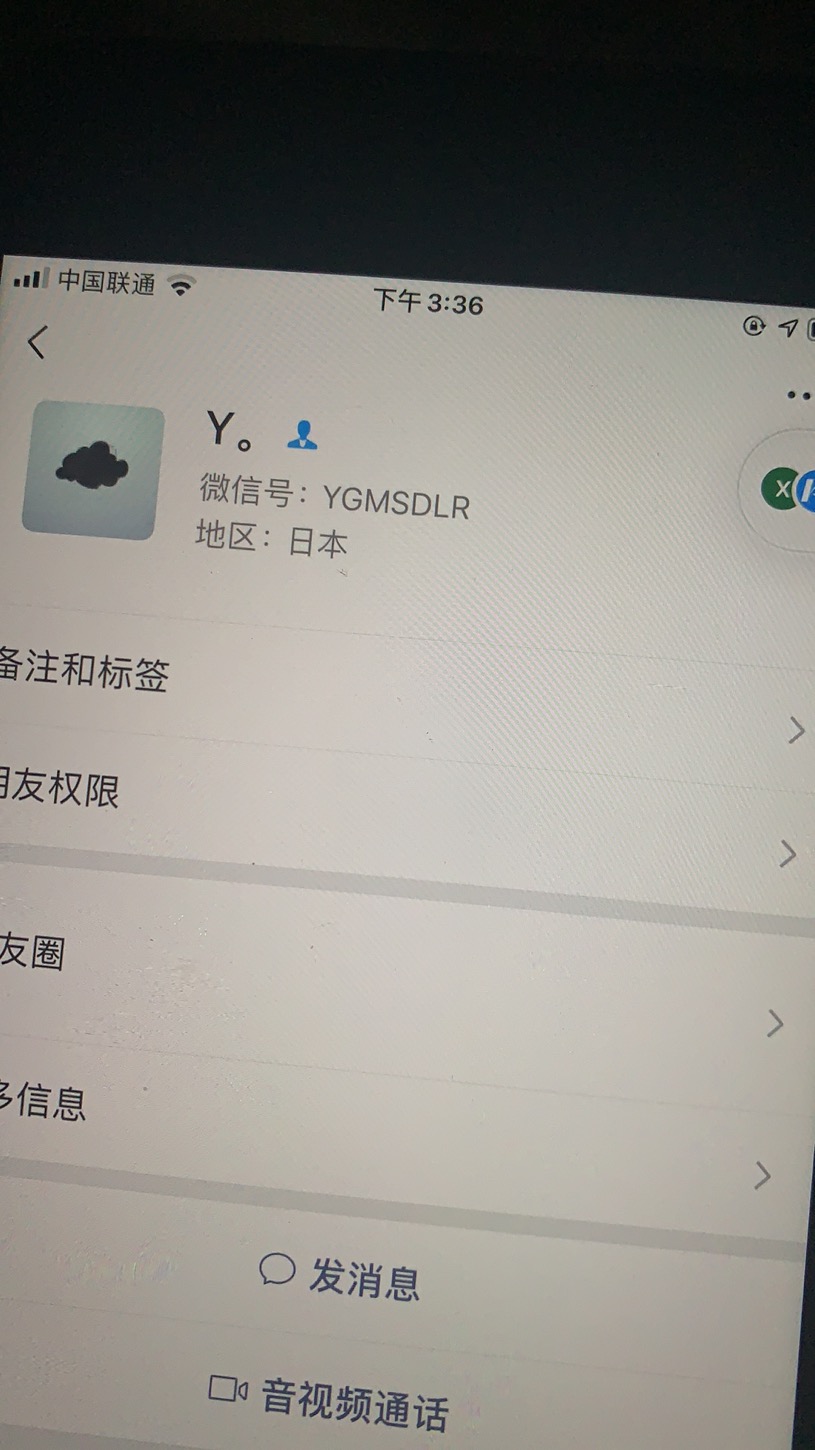 中国联通
下午 3:36
Y。
微信号：YGMSDLR
地区：日本
备注和标签
朋友权限
友圈
多信息
发消息
音视频通话